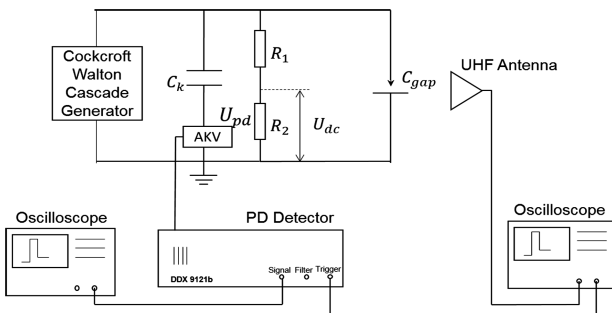 Cockcroft
Walton
Cascade
Generator
C_k
R_1
C_gap
UHF Antenna
AKV
U_pd
R_2
U_dc
Oscilloscope
PD Detector
Oscilloscope
Signal Filter Trigger
DDX 9121b